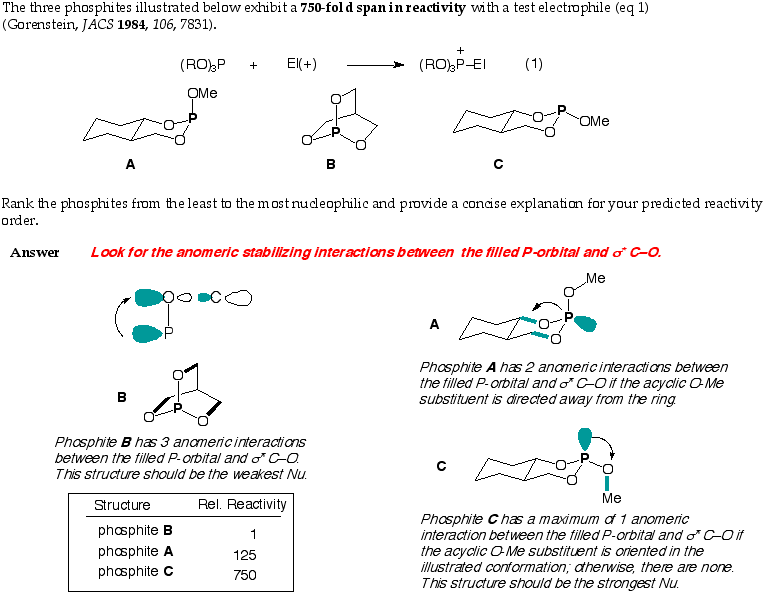 The three phosphites illustrated below exhibit a 750-fold span in reactivity with a test electrophile (eq 1)
(Gorenstein, JACS 1984, 106, 7831).
(RO)3P + El(+) (RO)3P–El (1)
+
OMe
O P
O
A
O
P
O O
B
O P
O
OMe
C
Rank the phosphites from the least to the most nucleophilic and provide a concise explanation for your predicted reactivity
order.
Answer Look for the anomeric stabilizing interactions between the filled P-orbital and σ* C–O.
O C
P
B
O
P
O O
Phosphite B has 3 anomeric interactions
between the filled P-orbital and σ* C–O.
This structure should be the weakest Nu.
Structure Rel. Reactivity
phosphite B 1
phosphite A 125
phosphite C 750
A
Me
O
O P
O
Phosphite A has 2 anomeric interactions between
the filled P-orbital and σ* C–O if the acyclic O-Me
substituent is directed away from the ring.
C
P
O O
O
Me
Phosphite C has a maximum of 1 anomeric
interaction between the filled P-orbital and σ* C–O if
the acyclic O-Me substituent is oriented in the
illustrated conformation; otherwise, there are none.
This structure should be the strongest Nu.